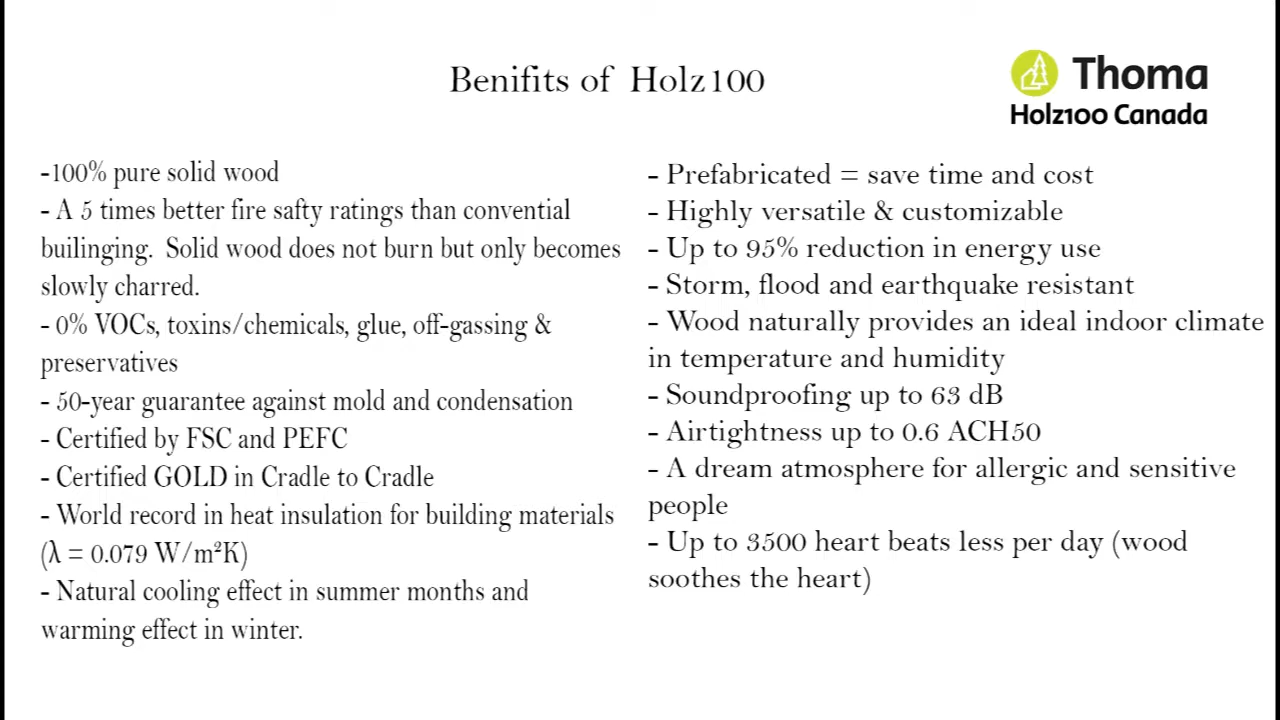 Benifits of Holz100
Thoma
Holz100 Canada
-100% pure solid wood
- A 5 times better fire safty ratings than convential
builinging. Solid wood does not burn but only becomes
slowly charred.
- 0% VOCs, toxins/chemicals, glue, off-gassing &
preservatives
- 50-year guarantee against mold and condensation
- Certified by FSC and PEFC
- Certified GOLD in Cradle to Cradle
- World record in heat insulation for building materials
(λ = 0.079 W/m²K)
- Natural cooling effect in summer months and
warming effect in winter.
- Prefabricated = save time and cost
- Highly versatile & customizable
- Up to 95% reduction in energy use
- Storm, flood and earthquake resistant
- Wood naturally provides an ideal indoor climate
in temperature and humidity
- Soundproofing up to 63 dB
- Airtightness up to 0.6 ACH50
- A dream atmosphere for allergic and sensitive
people
- Up to 3500 heart beats less per day (wood
soothes the heart)